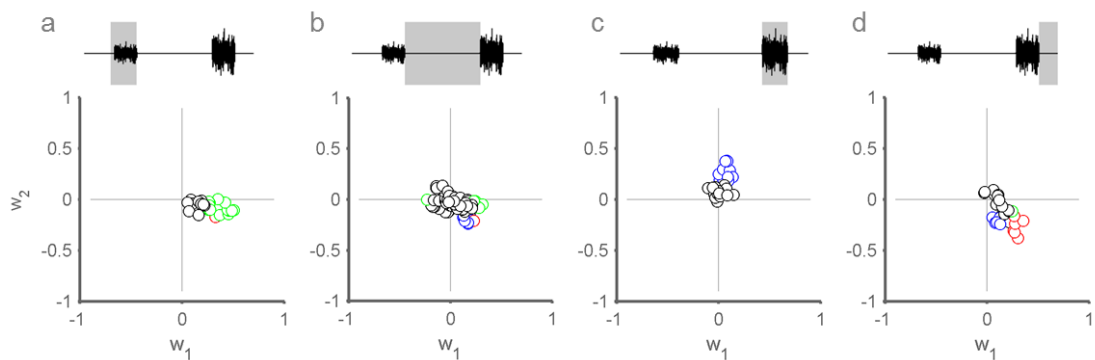 a b c d
1 1 1 1
0.5 0.5 0.5 0.5
w2 0 0 0 0
-0.5 -0.5 -0.5 -0.5
-1 -1 -1 -1
-1 0 1 -1 0 1 -1 0 1 -1 0 1
w1 w1 w1 w1